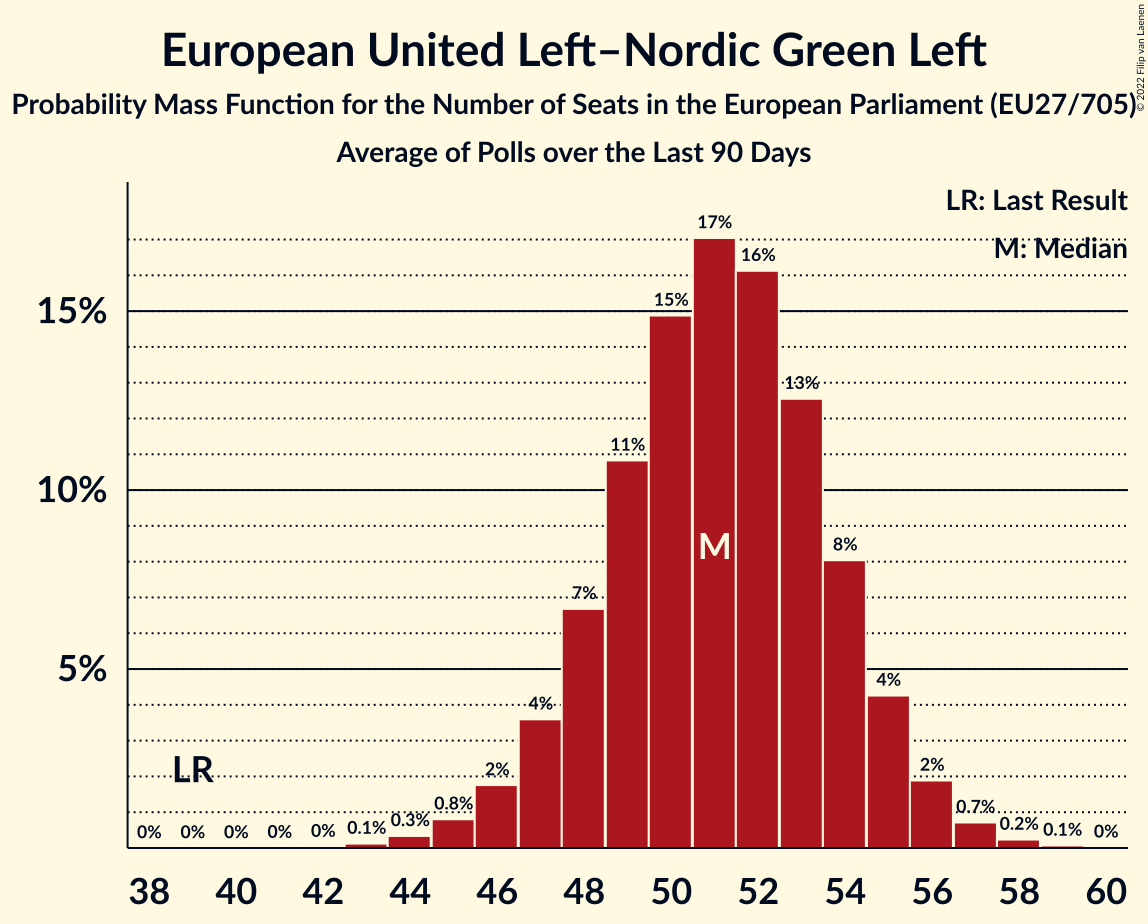 European United Left–Nordic Green Left
Probability Mass Function for the Number of Seats in the European Parliament (EU27/705)
Average of Polls over the Last 90 Days
© 2022 Filip van Laenen
LR: Last Result
M: Median
17%
16%
15%
15%
13%
11%
10%
M
8%
7%
5%
4%
4%
LR
2%
2%
0.8%
0.7%
0% 0% 0% 0% 0% 0.1% 0.3% 0.2% 0.1% 0%
38 40 42 44 46 48 50 52 54 56 58 60